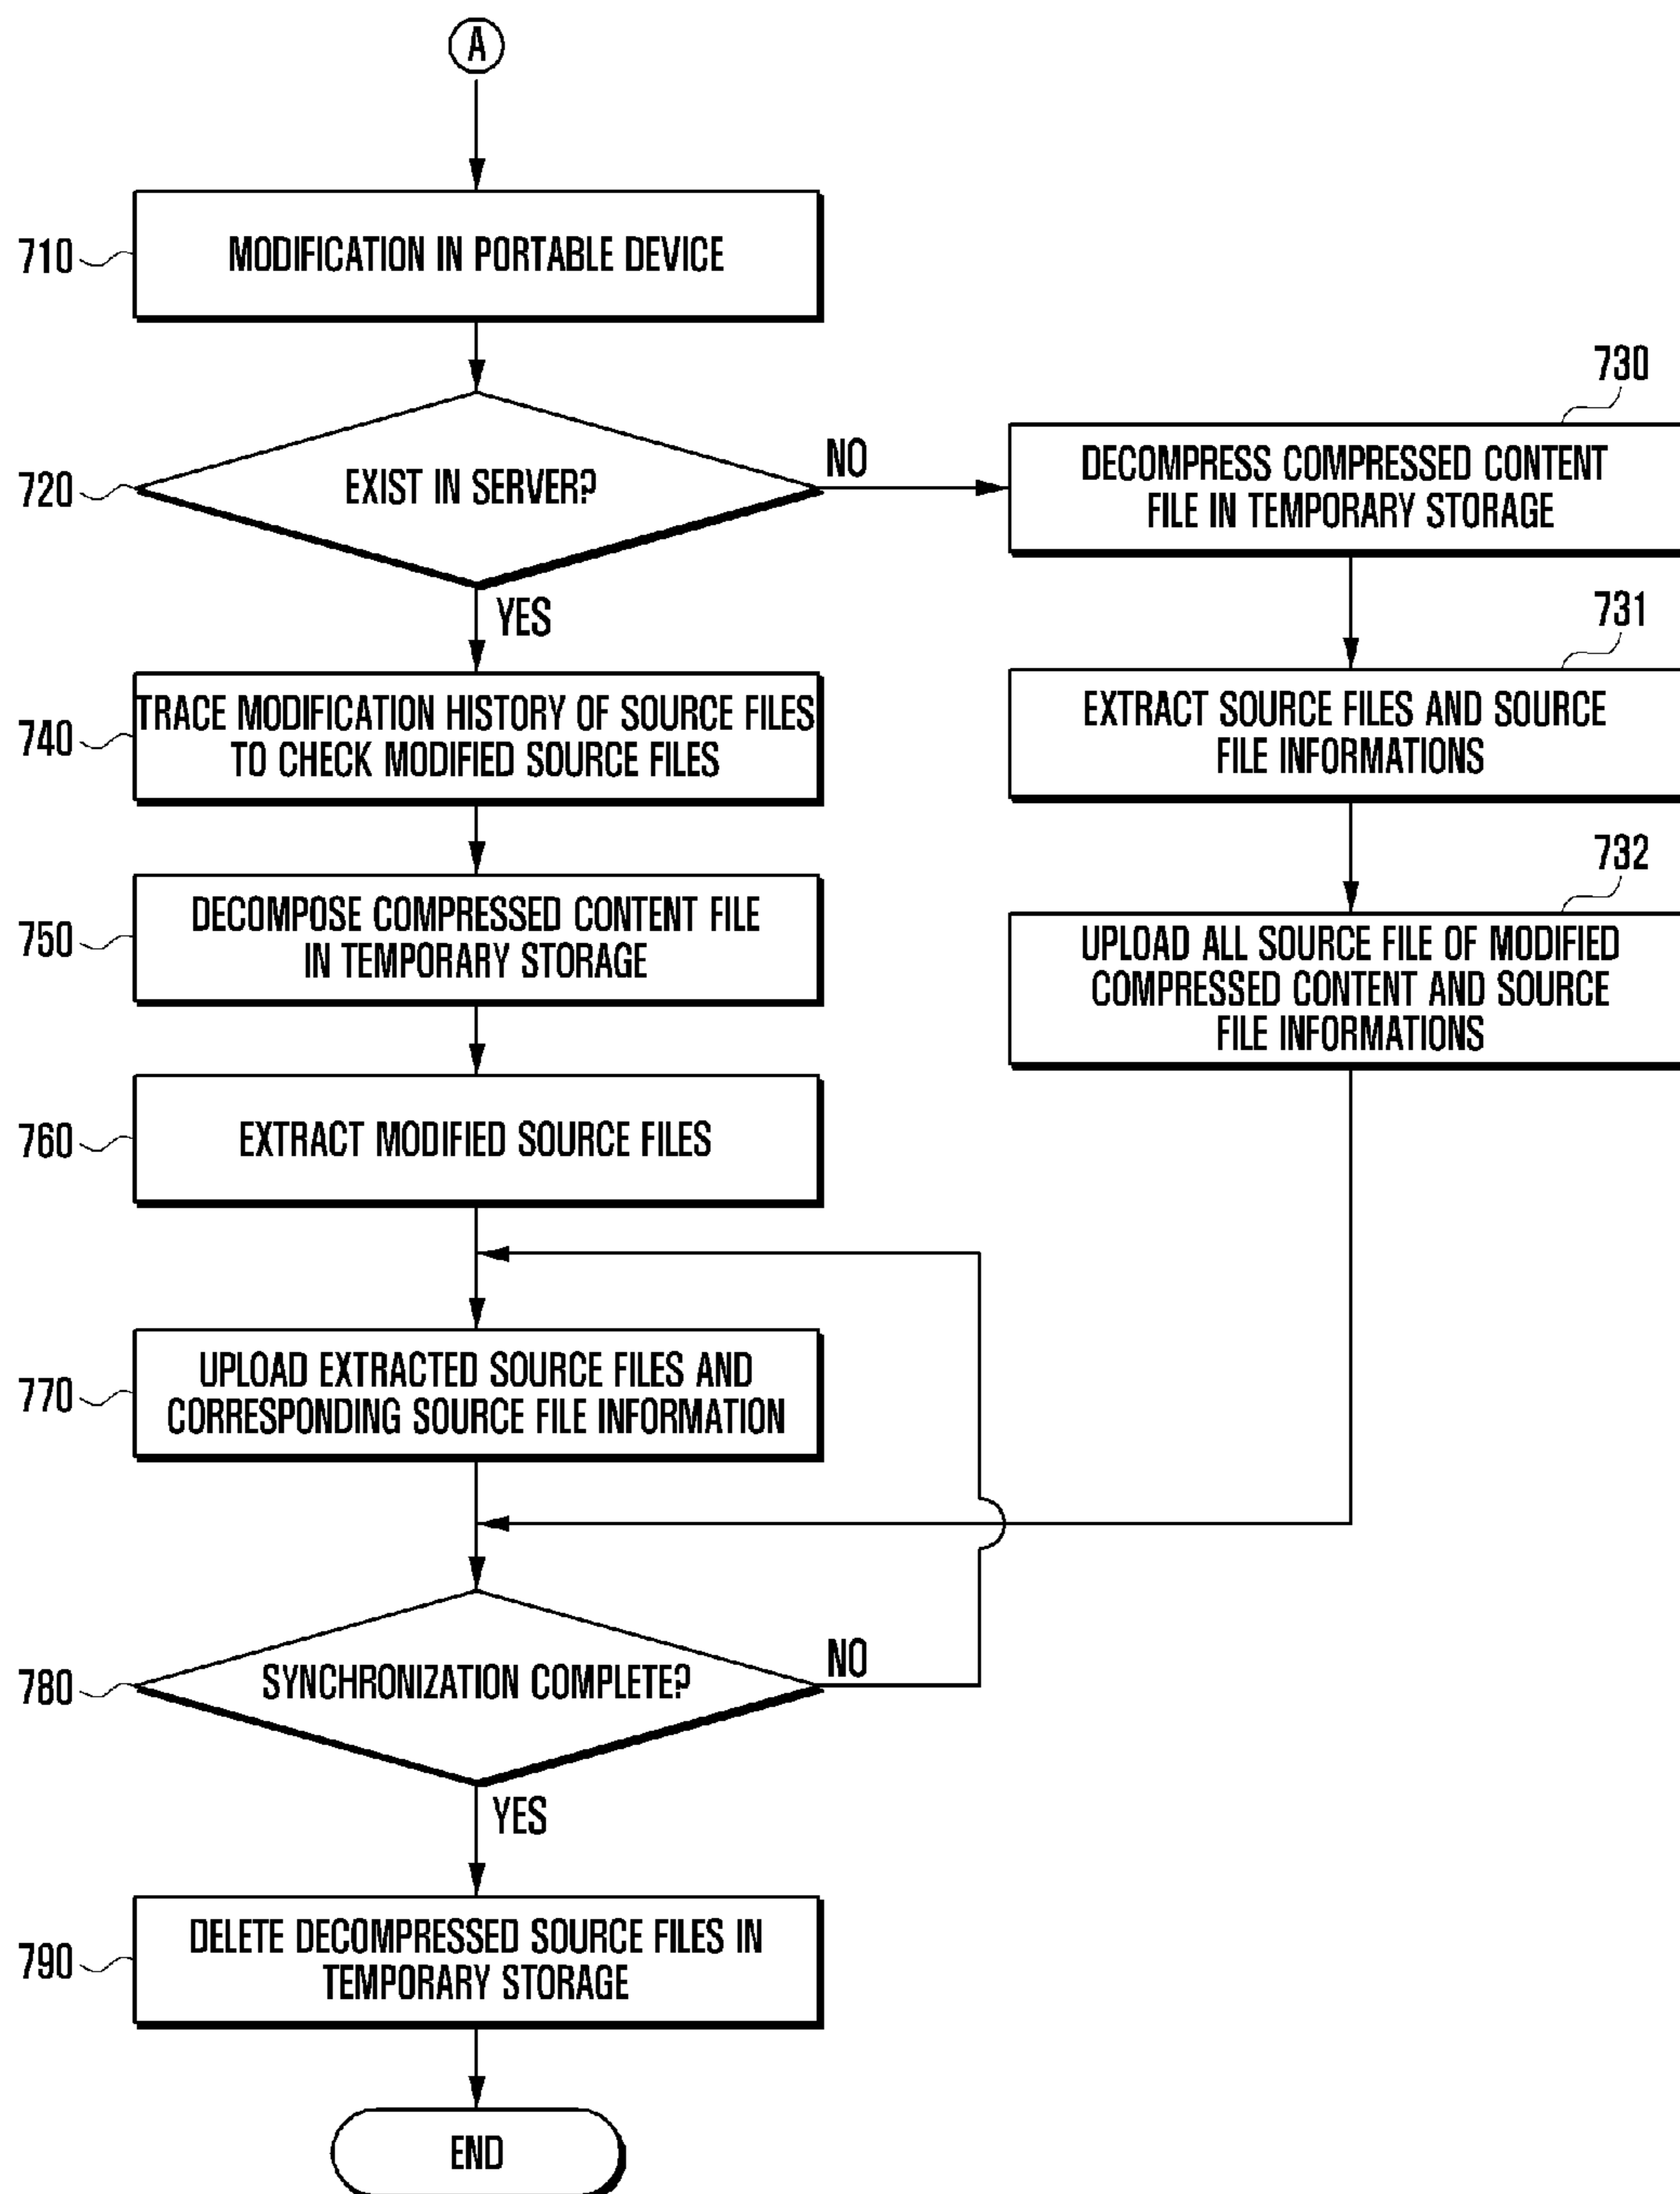 A
710
MODIFICATION IN PORTABLE DEVICE
720
EXIST IN SERVER?
NO
YES
730
DECOMPRESS COMPRESSED CONTENT
FILE IN TEMPORARY STORAGE
731
EXTRACT SOURCE FILES AND SOURCE
FILE INFORMATIONS
732
UPLOAD ALL SOURCE FILE OF MODIFIED
COMPRESSED CONTENT AND SOURCE
FILE INFORMATIONS
740
TRACE MODIFICATION HISTORY OF SOURCE FILES
TO CHECK MODIFIED SOURCE FILES
750
DECOMPOSE COMPRESSED CONTENT FILE
IN TEMPORARY STORAGE
760
EXTRACT MODIFIED SOURCE FILES
770
UPLOAD EXTRACTED SOURCE FILES AND
CORRESPONDING SOURCE FILE INFORMATION
780
SYNCHRONIZATION COMPLETE?
NO
YES
790
DELETE DECOMPRESSED SOURCE FILES IN
TEMPORARY STORAGE
END